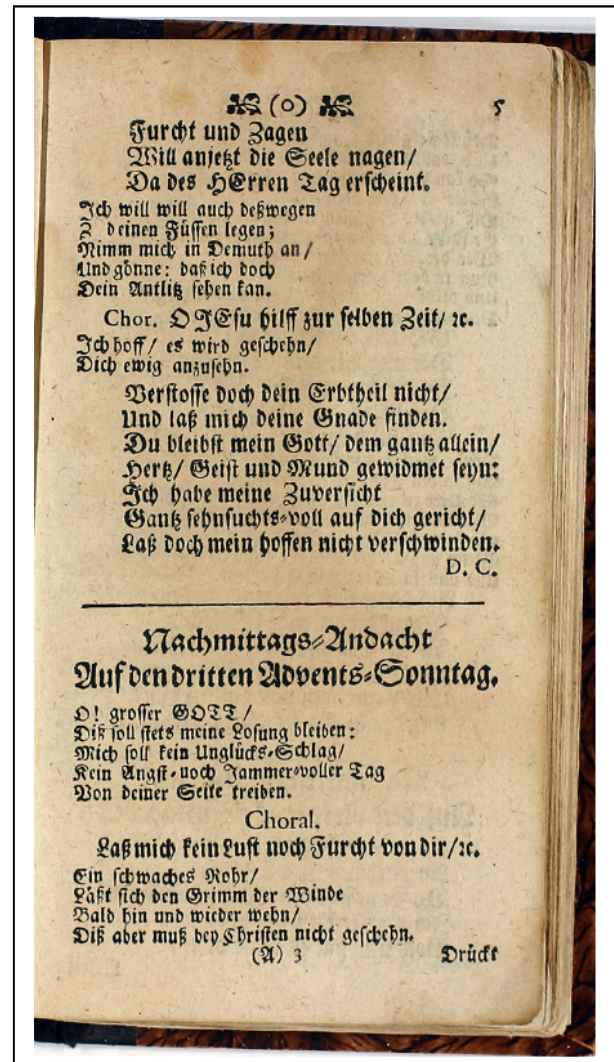 (o) 5
Furcht und Zagen
Will anjetzt die Seele nagen/
Da des HErren Tag erscheint.
Ich will will auch deßwegen
Z deinen Füssen legen;
Nimm mich in Demuth an/
Und gönne: daß ich doch
Dein Antlitz sehen kan.
Chor. O JEsu hilff zur selben Zeit/ ꝛc.
Ich hoff/ es wird geschehn/
Dich ewig anzusehn.
Verstosse doch dein Erbtheil nicht/
Und laß mich deine Gnade finden.
Du bleibst mein Gott/ dem gantz allein/
Hertz/ Geist und Mund gewidmet seyn:
Ich habe meine Zuversicht
Gantz sehnsuchts-voll auf dich gericht/
Laß doch mein hoffen nicht verschwinden.
D. C.
Nachmittags-Andacht
Auf den dritten Advents-Sonntag.
O! grosser GOTT/
Diß soll stets meine Losung bleiben:
Mich soll kein Unglücks-Schlag/
Kein Angst-noch Jammer-voller Tag
Von deiner Seite treiben.
Choral.
Laß mich kein Lust noch Furcht von dir/ ꝛc.
Ein schwaches Rohr/
Läßt sich den Grimm der Winde
Bald hin und wieder wehn/
Diß aber muß bey Christen nicht geschehn.
(A) 3 Drückt